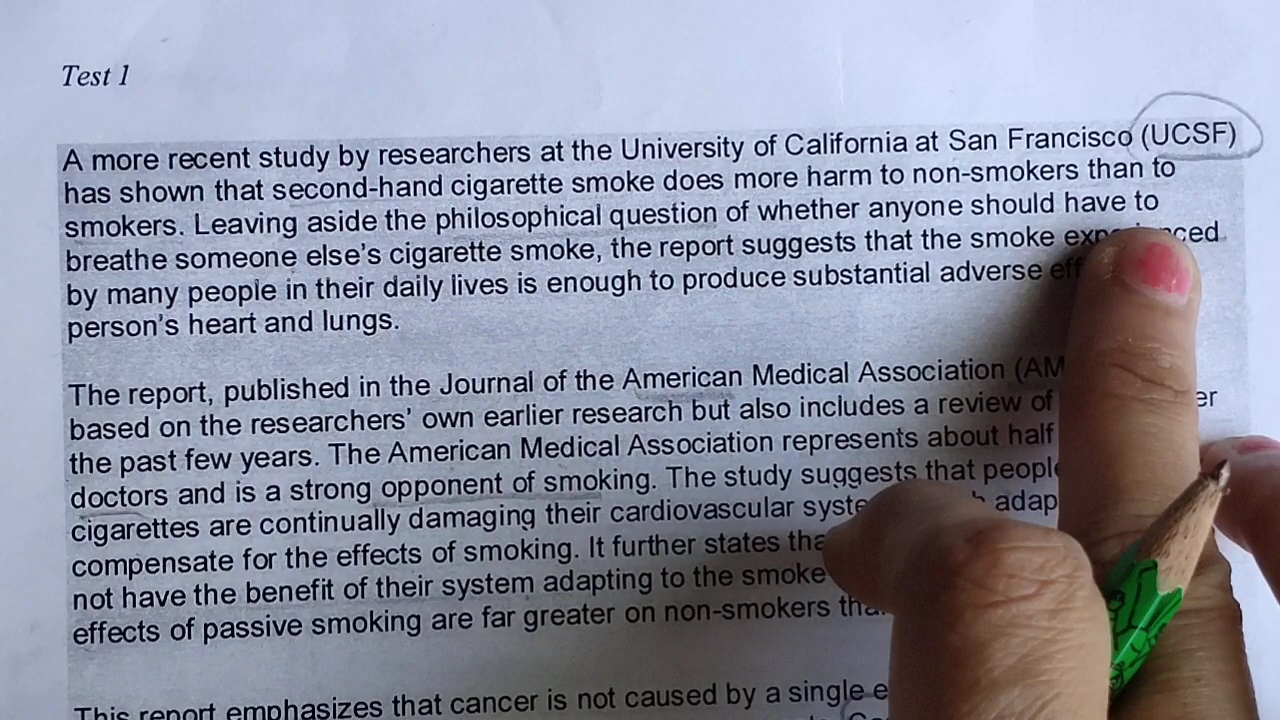 Test 1
A more recent study by researchers at the University of California at San Francisco (UCSF)
has shown that second-hand cigarette smoke does more harm to non-smokers than to
smokers. Leaving aside the philosophical question of whether anyone should have to
breathe someone else's cigarette smoke, the report suggests that the smoke
by many people in their daily lives is enough to produce substantial adverse
person's heart and lungs.
The report, published in the Journal of the American Medical Association
based on the researchers' own earlier research but also includes a review of
the past few years. The American Medical Association represents about half
doctors and is a strong opponent of smoking. The study suggests that
cigarettes are continually damaging their cardiovascular
compensate for the effects of smoking. It further states
not have the benefit of their system adapting to the smoke
effects of passive smoking are far greater on non-smokers
This report emphasizes that cancer is not caused by a single